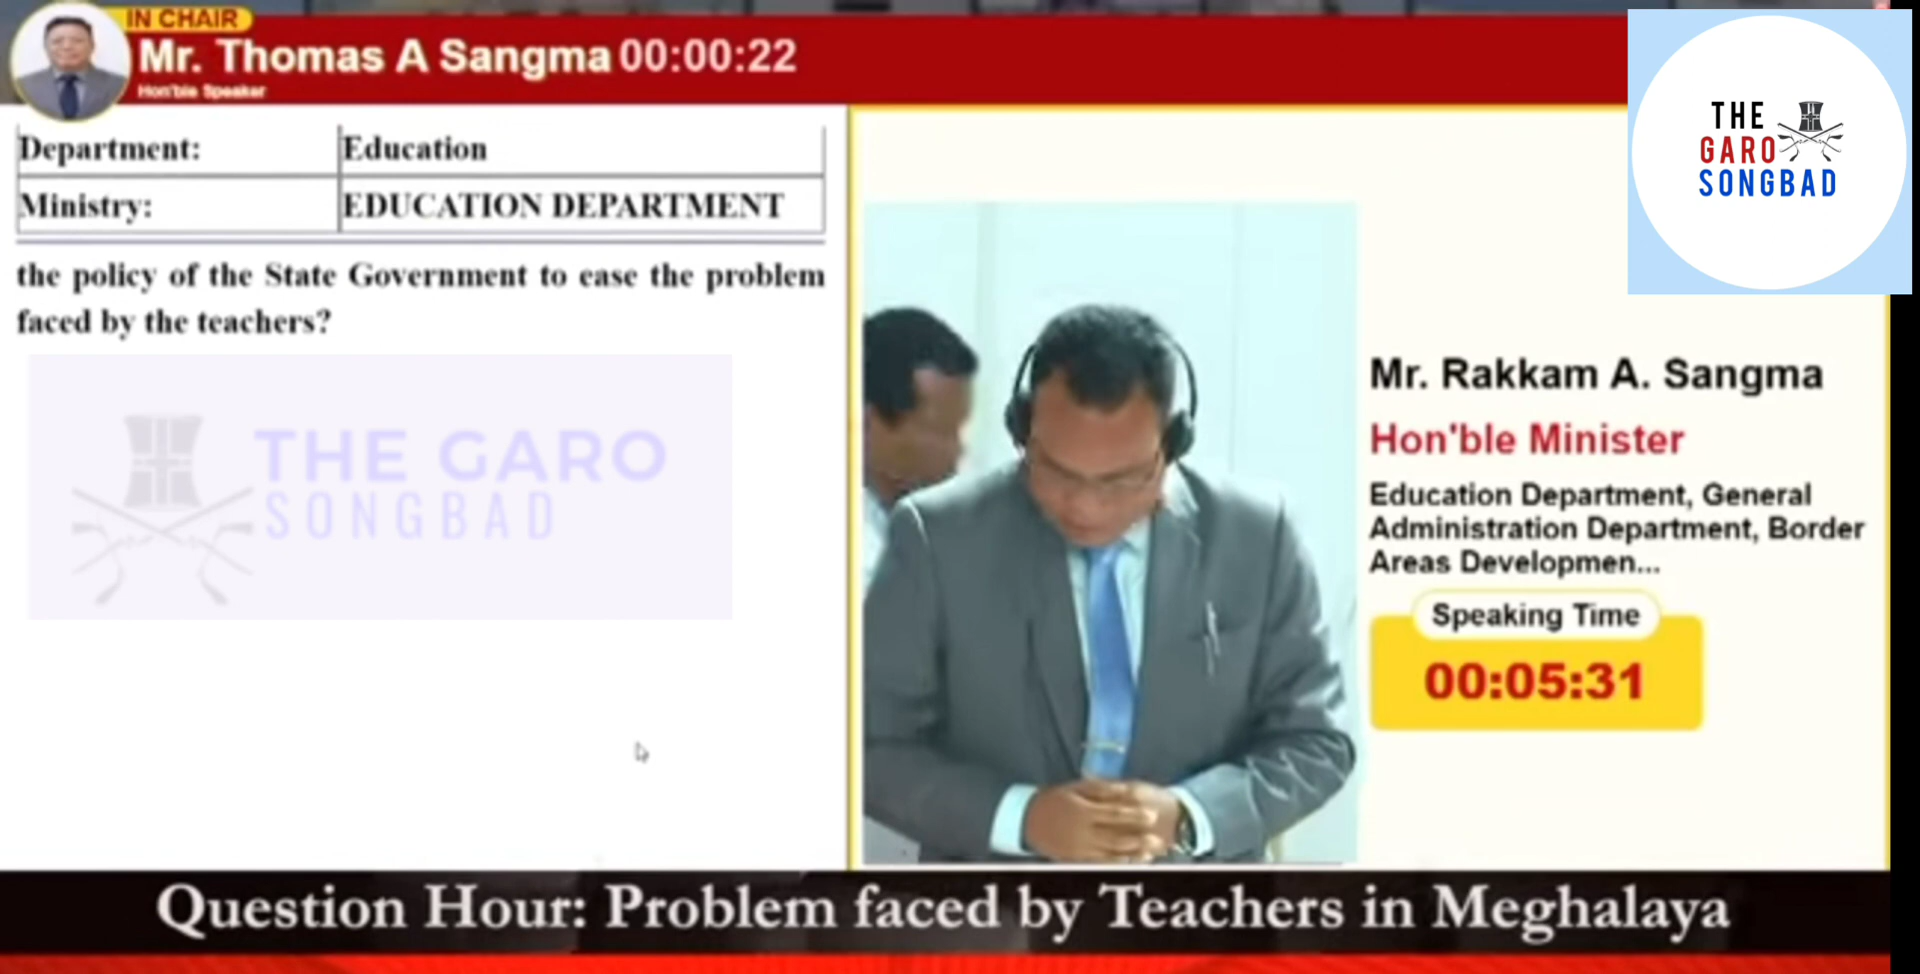 IN CHAIR
Mr. Thomas A Sangma 00:00:22
Hon'ble Speaker
THE
GARO
SONGBAD
Department: Education
Ministry: EDUCATION DEPARTMENT
the policy of the State Government to ease the problem
faced by the teachers?
THE GARO
SONGBAD
Mr. Rakkam A. Sangma
Hon'ble Minister
Education Department, General
Administration Department, Border
Areas Developmen...
Speaking Time
00:05:31
Question Hour: Problem faced by Teachers in Meghalaya